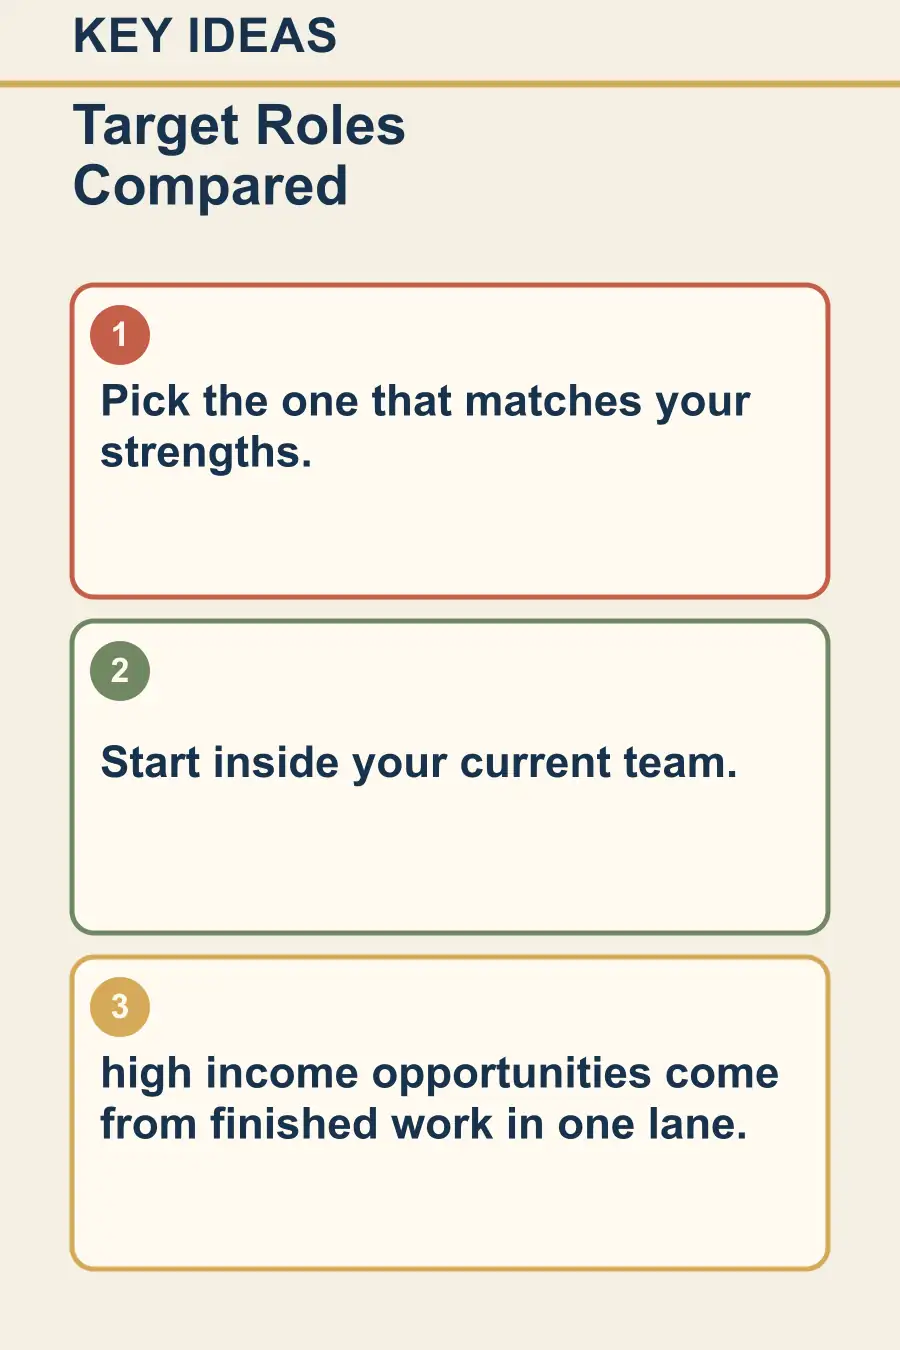 KEY IDEAS
Target Roles
Compared
1
Pick the one that matches your
strengths.
2
Start inside your current team.
3
high income opportunities come
from finished work in one lane.